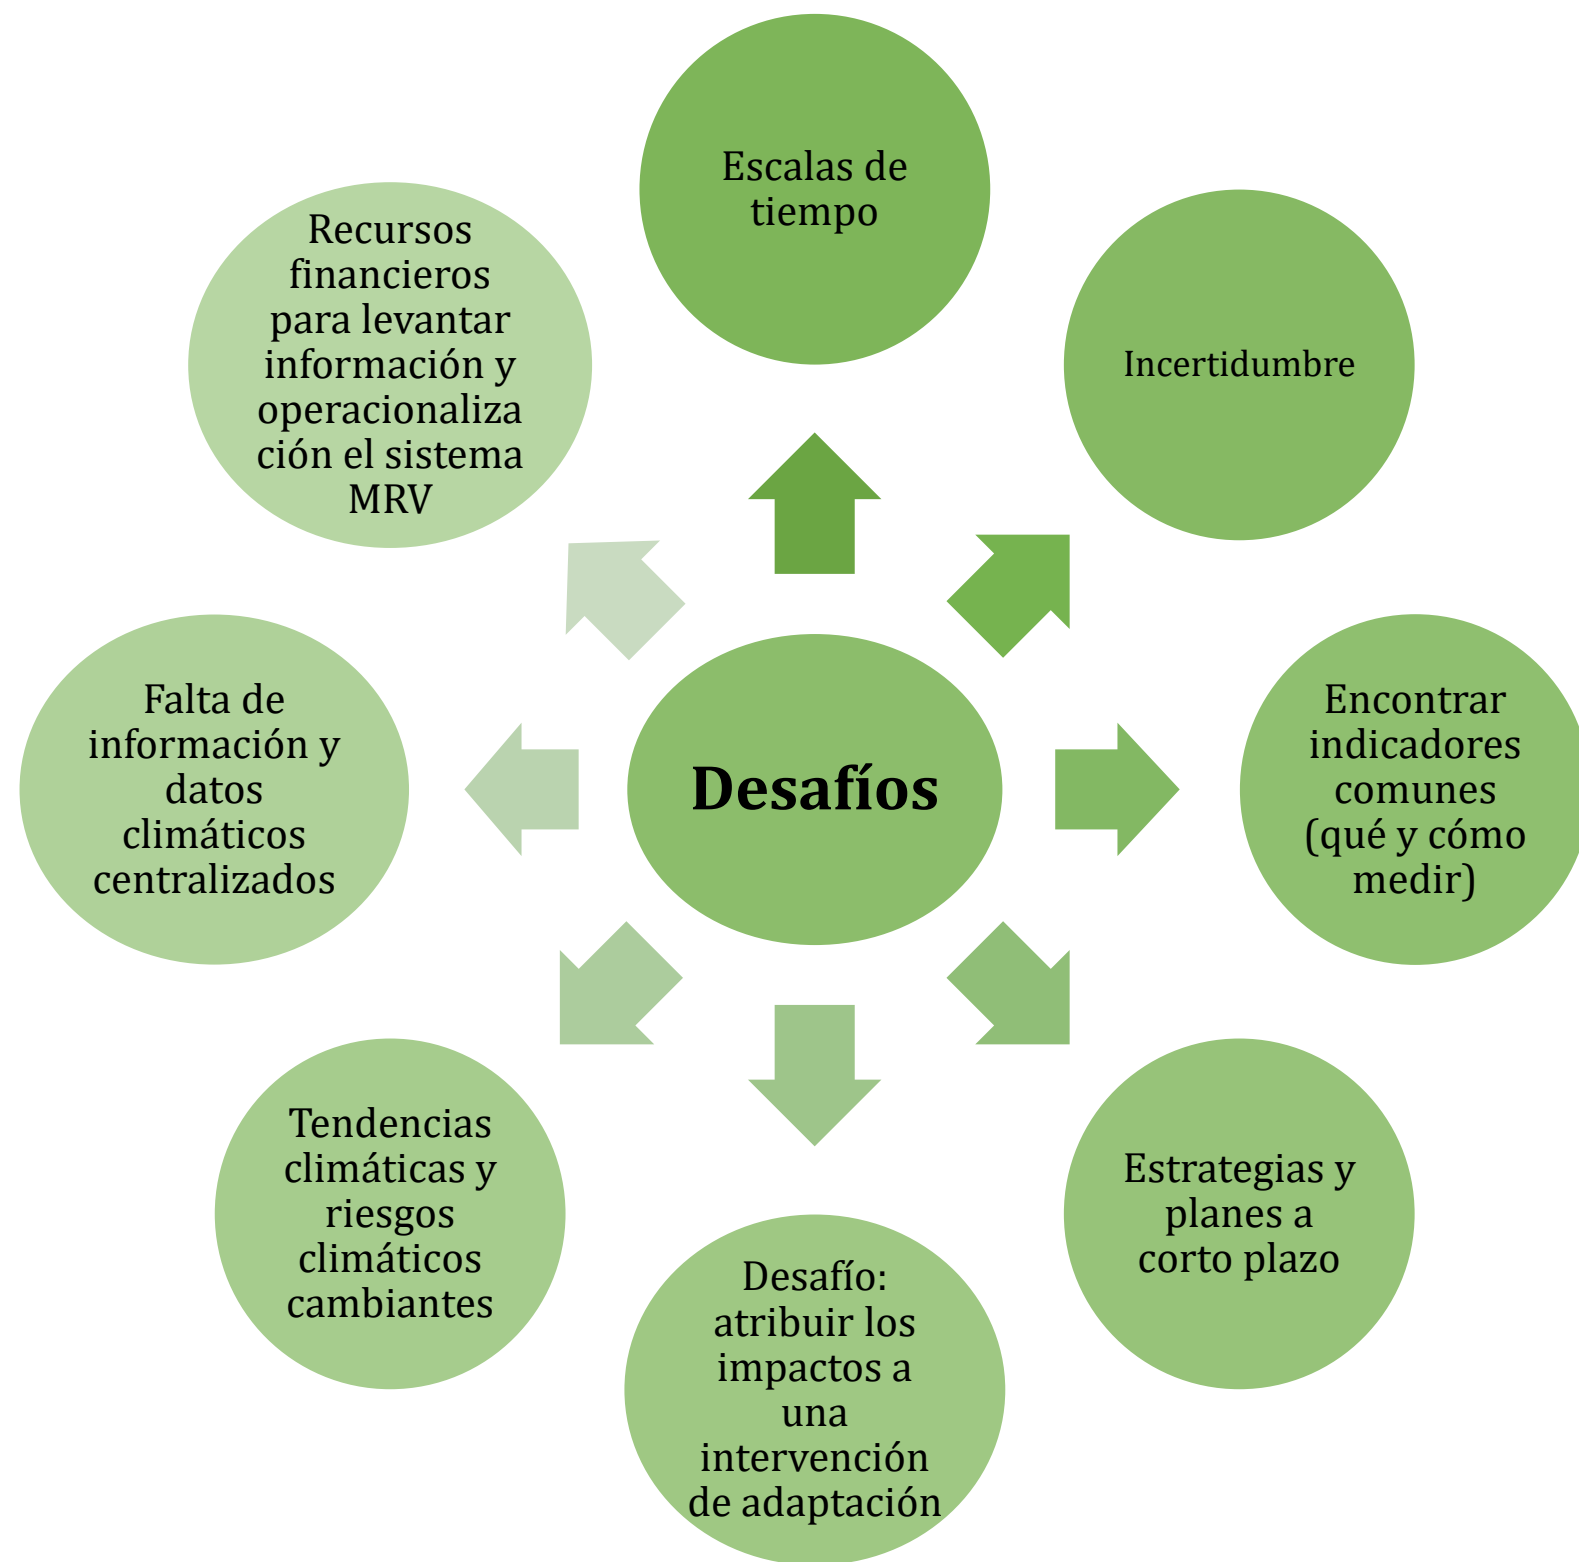 Escalas de
tiempo
Incertidumbre
Encontrar
indicadores
comunes
(qué y cómo
medir)
Estrategias y
planes a
corto plazo
Desafío:
atribuir los
impactos a
una
intervención
de adaptación
Tendencias
climáticas y
riesgos
climáticos
cambiantes
Falta de
información y
datos
climáticos
centralizados
Recursos
financieros
para levantar
información y
operacionaliza
ción el sistema
MRV
Desafíos